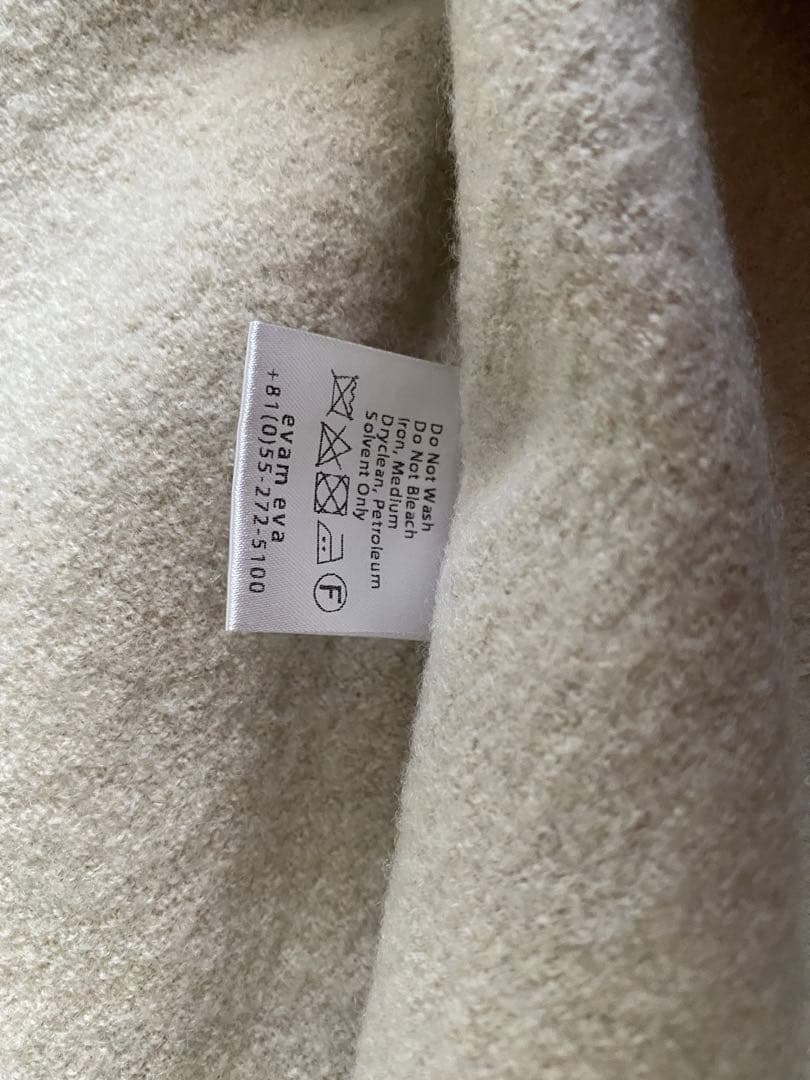 Do Not Wash
Do Not Bleach
Iron, Medium
Dryclean, Petroleum
Solvent Only
F
evam eva
+81(0)55-272-5100